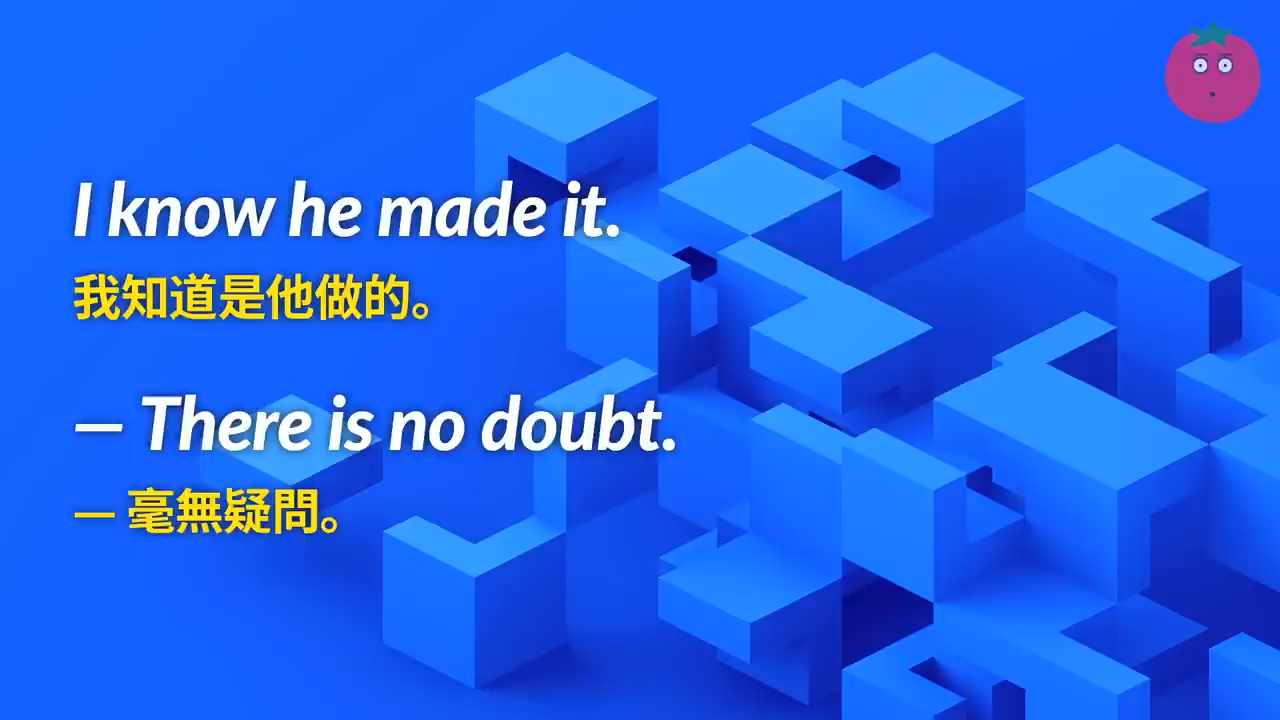 I know he made it.
我知道是他做的。
— There is no doubt.
— 毫無疑問。